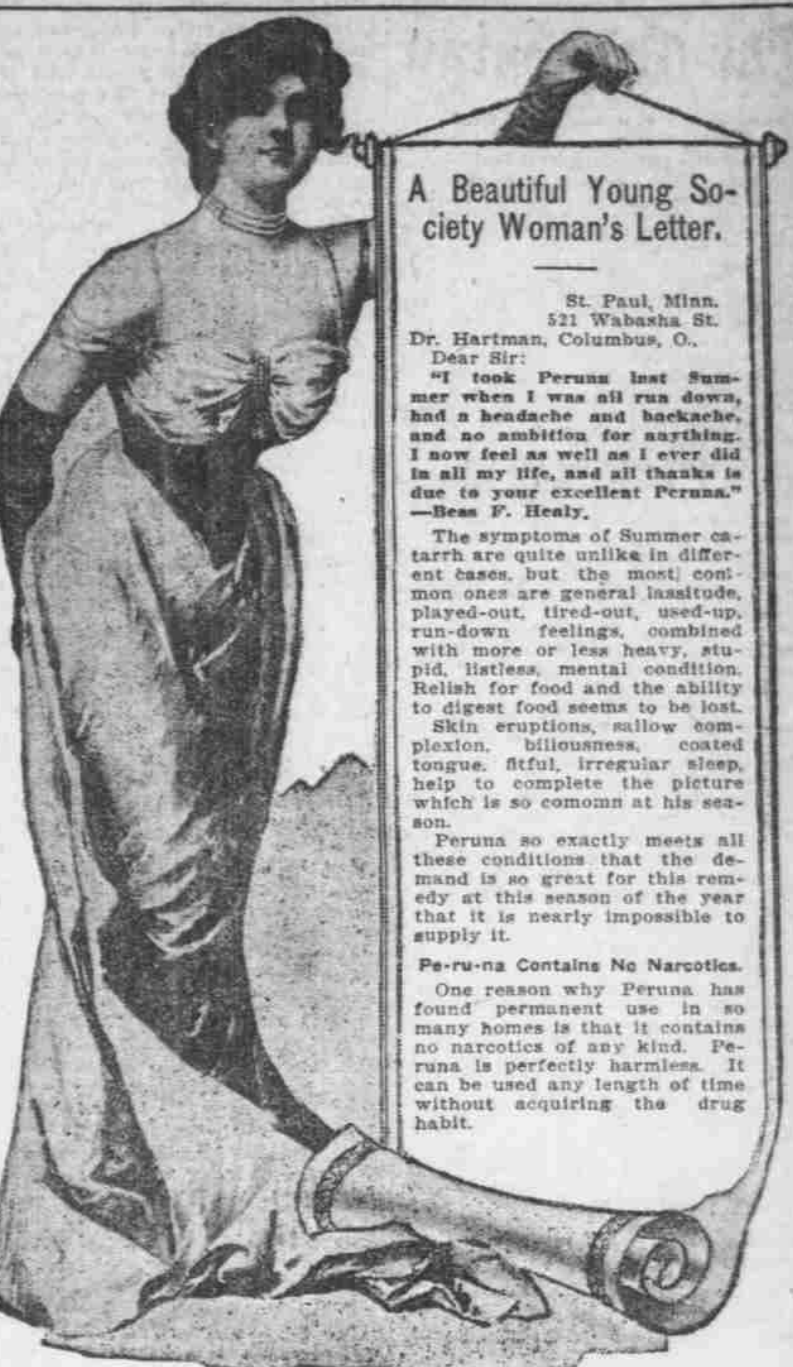 A Beautiful Young So-
ciety Woman's Letter.
St. Paul, Minn.
521 Wabasha St.
Dr. Hartman, Columbus, O.,
Dear Sir:
"I took Peruna last Sum-
mer when I was all run down,
had a headache and backache,
and no ambition for anything.
I now feel as well as I ever did
in all my life, and all thanks is
due to your excellent Peruna."
—Bess F. Healy.
The symptoms of Summer ca-
tarrh are quite unlike in differ-
ent cases, but the most com-
mon ones are general lassitude,
played-out, tired-out, used-up,
run-down feelings, combined
with more or less heavy, stu-
pid, listless, mental condition.
Relish for food and the ability
to digest food seems to be lost.
Skin eruptions, sallow com-
plexion, biliousness, coated
tongue, fitful, irregular sleep,
help to complete the picture
which is so comomn at his sea-
son.
Peruna so exactly meets all
these conditions that the de-
mand is so great for this rem-
edy at this season of the year
that it is nearly impossible to
supply it.
Pe-ru-na Contains No Narcotics.
One reason why Peruna has
found permanent use in so
many homes is that it contains
no narcotics of any kind. Pe-
runa is perfectly harmless. It
can be used any length of time
without acquiring the drug
habit.